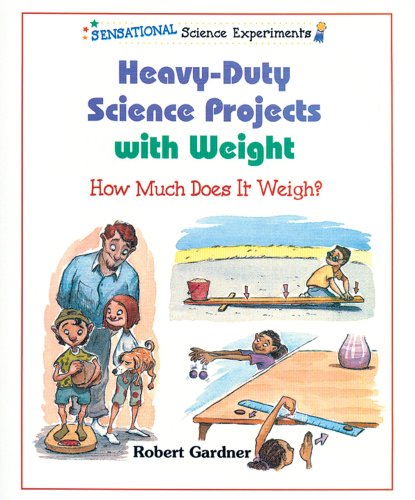 SENSATIONAL Science Experiments
Heavy-Duty
Science Projects
with Weight
How Much Does It Weigh?
Robert Gardner